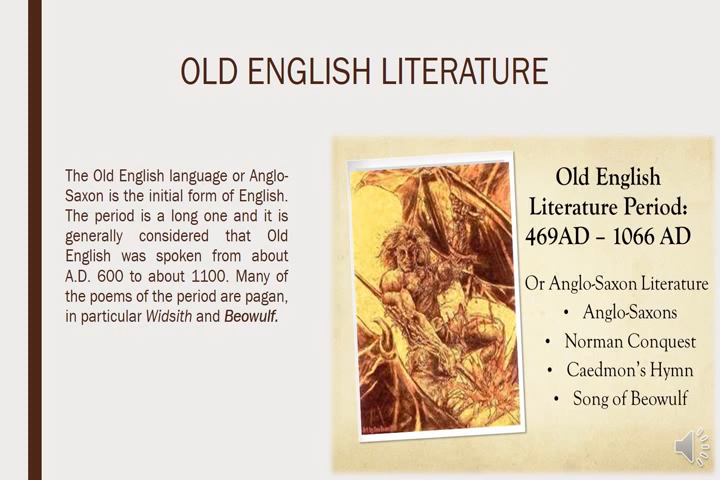 OLD ENGLISH LITERATURE
The Old English language or Anglo-
Saxon is the initial form of English.
The period is a long one and it is
generally considered that Old
English was spoken from about
A.D. 600 to about 1100. Many of
the poems of the period are pagan,
in particular Widsith and Beowulf.
Old English
Literature Period:
469AD – 1066 AD
Or Anglo-Saxon Literature
• Anglo-Saxons
• Norman Conquest
• Caedmon's Hymn
• Song of Beowulf